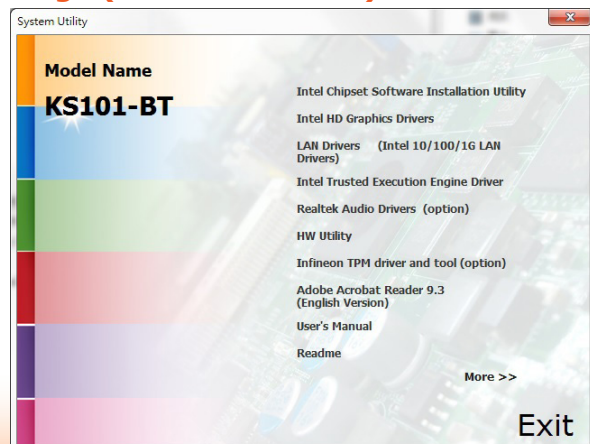 System Utility
Model Name
KS101-BT
Intel Chipset Software Installation Utility
Intel HD Graphics Drivers
LAN Drivers (Intel 10/100/1G LAN
Drivers)
Intel Trusted Execution Engine Driver
Realtek Audio Drivers (option)
HW Utility
Infineon TPM driver and tool (option)
Adobe Acrobat Reader 9.3
(English Version)
User's Manual
Readme
More >>
Exit